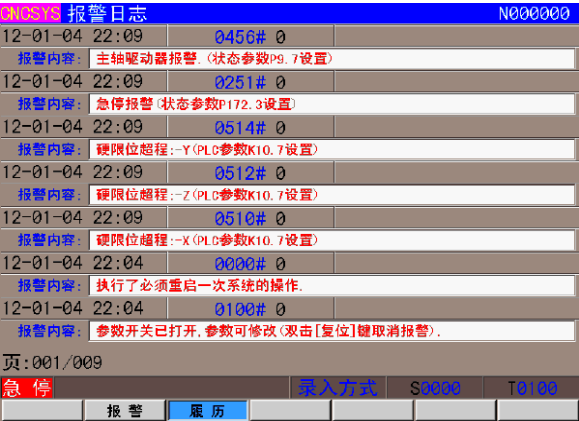 CNCSYS 报警日志 N000000
12-01-04 22:09 0456# 0
报警内容: 主轴驱动器报警.(状态参数P9.7设置)
12-01-04 22:09 0251# 0
报警内容: 急停报警(状态参数P172.3设置)
12-01-04 22:09 0514# 0
报警内容: 硬限位超程:-Y(PLC参数K10.7设置)
12-01-04 22:09 0512# 0
报警内容: 硬限位超程:-Z(PLC参数K10.7设置)
12-01-04 22:09 0510# 0
报警内容: 硬限位超程:-X(PLC参数K10.7设置)
12-01-04 22:04 0000# 0
报警内容: 执行了必须重启一次系统的操作.
12-01-04 22:04 0100# 0
报警内容: 参数开关已打开,参数可修改(双击[复位]键取消报警).
页:001/009
急 停 录入方式 S0000 T0100
报 警 履 历